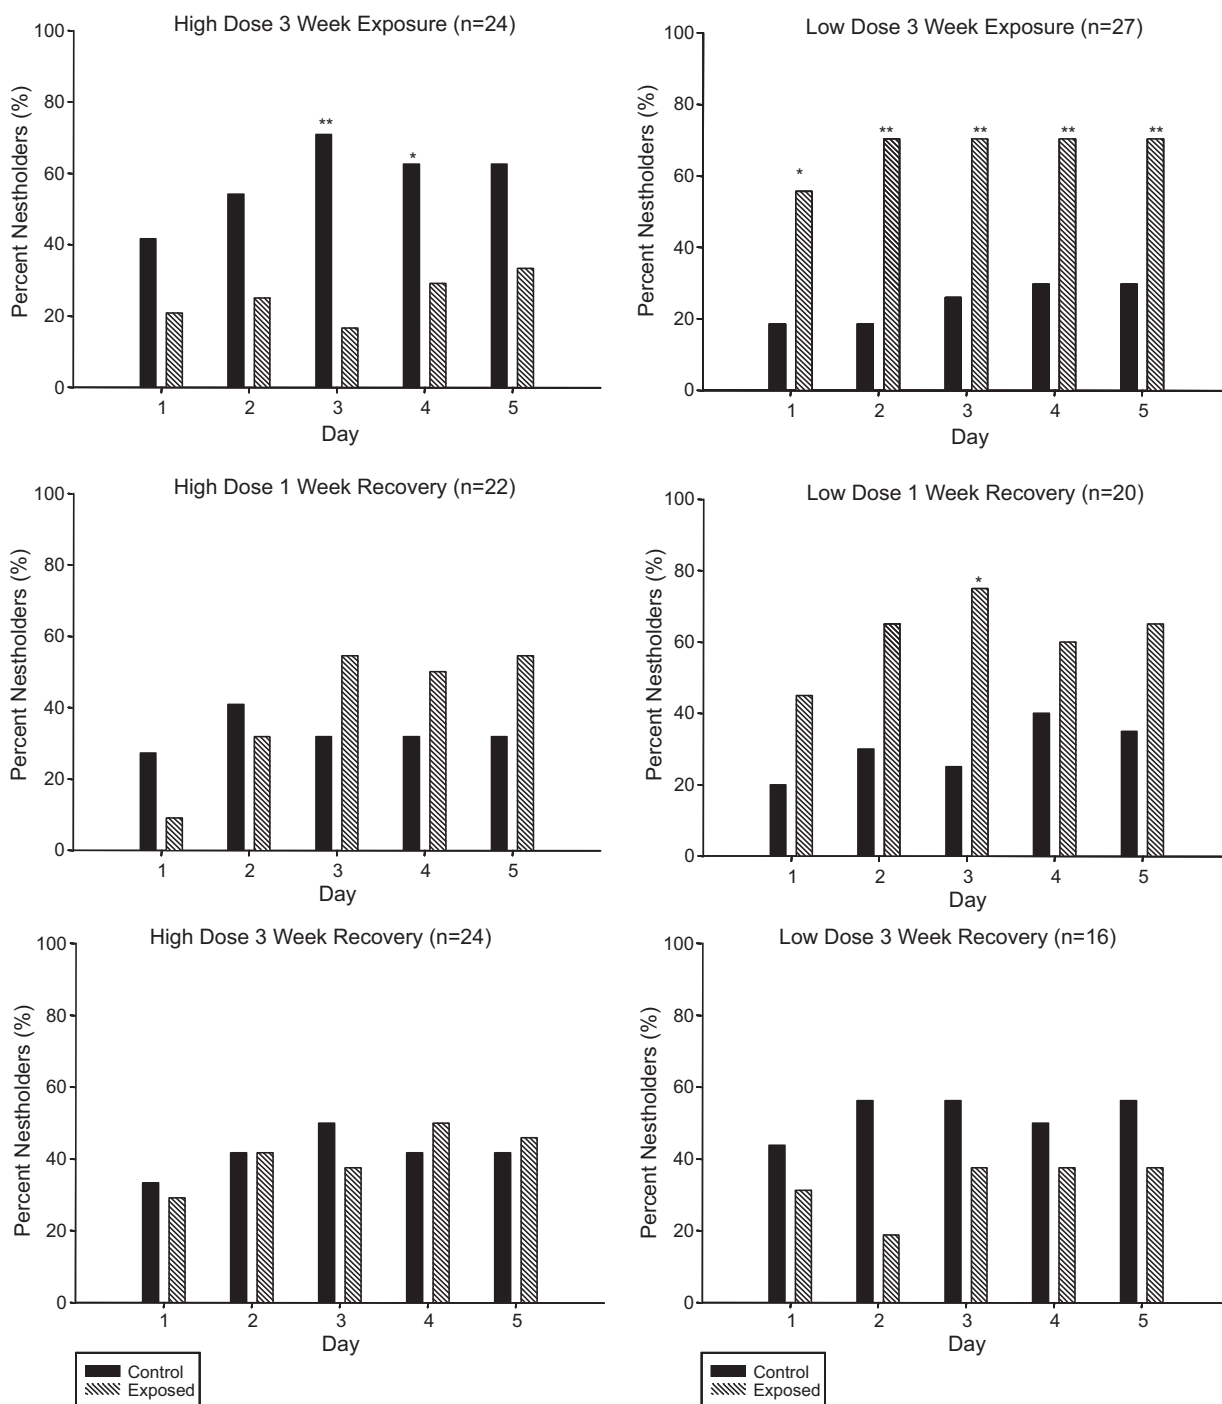 High Dose 3 Week Exposure (n=24)
Percent Nestholders (%)
100
80
60
40
20
0
**
*
1 2 3 4 5
Day
Low Dose 3 Week Exposure (n=27)
Percent Nestholders (%)
100
80
60
40
20
0
*
** ** ** **
1 2 3 4 5
Day
High Dose 1 Week Recovery (n=22)
Percent Nestholders (%)
100
80
60
40
20
0
1 2 3 4 5
Day
Low Dose 1 Week Recovery (n=20)
Percent Nestholders (%)
100
80
60
40
20
0
*
1 2 3 4 5
Day
High Dose 3 Week Recovery (n=24)
Percent Nestholders (%)
100
80
60
40
20
0
1 2 3 4 5
Day
Low Dose 3 Week Recovery (n=16)
Percent Nestholders (%)
100
80
60
40
20
0
1 2 3 4 5
Day
Control
Exposed
Control
Exposed